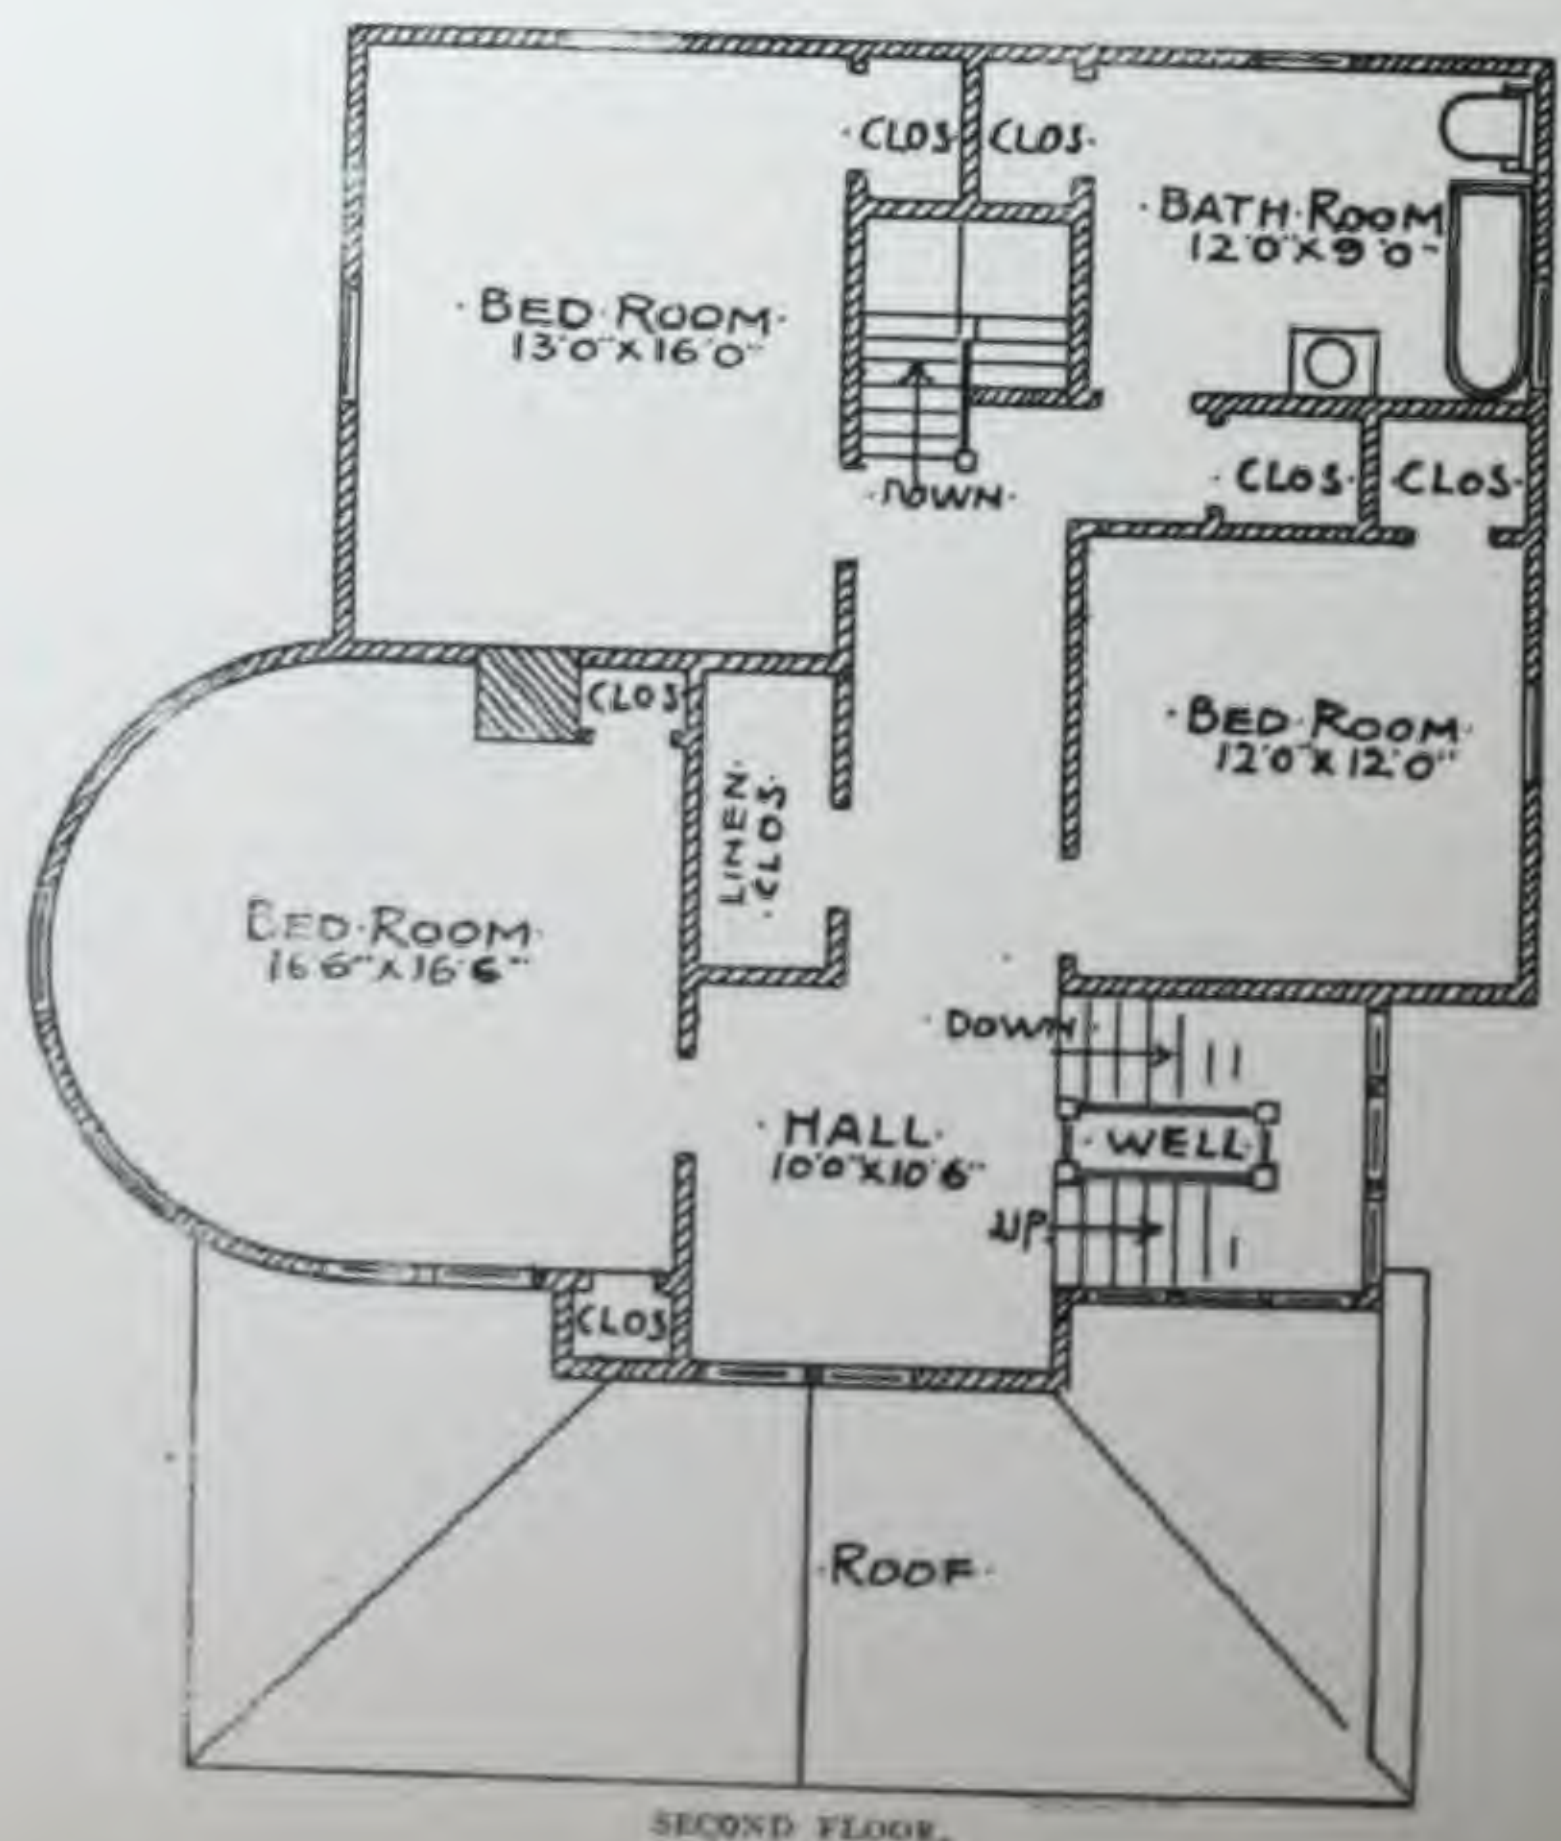 ·CLOS·
CLOS·
·BATH·ROOM
12'0"X9'0"
·BED·ROOM·
13'0"X16'0"
·DOWN·
·CLOS·
·CLOS·
CLOS
·BED·ROOM·
12'0"X12'0"
LINEN·
·CLOS·
BED·ROOM·
16'6"X16'6"
·DOWN·
·HALL·
10'0"X10'6"
·WELL·
UP·
CLOS
·ROOF·
SECOND FLOOR.